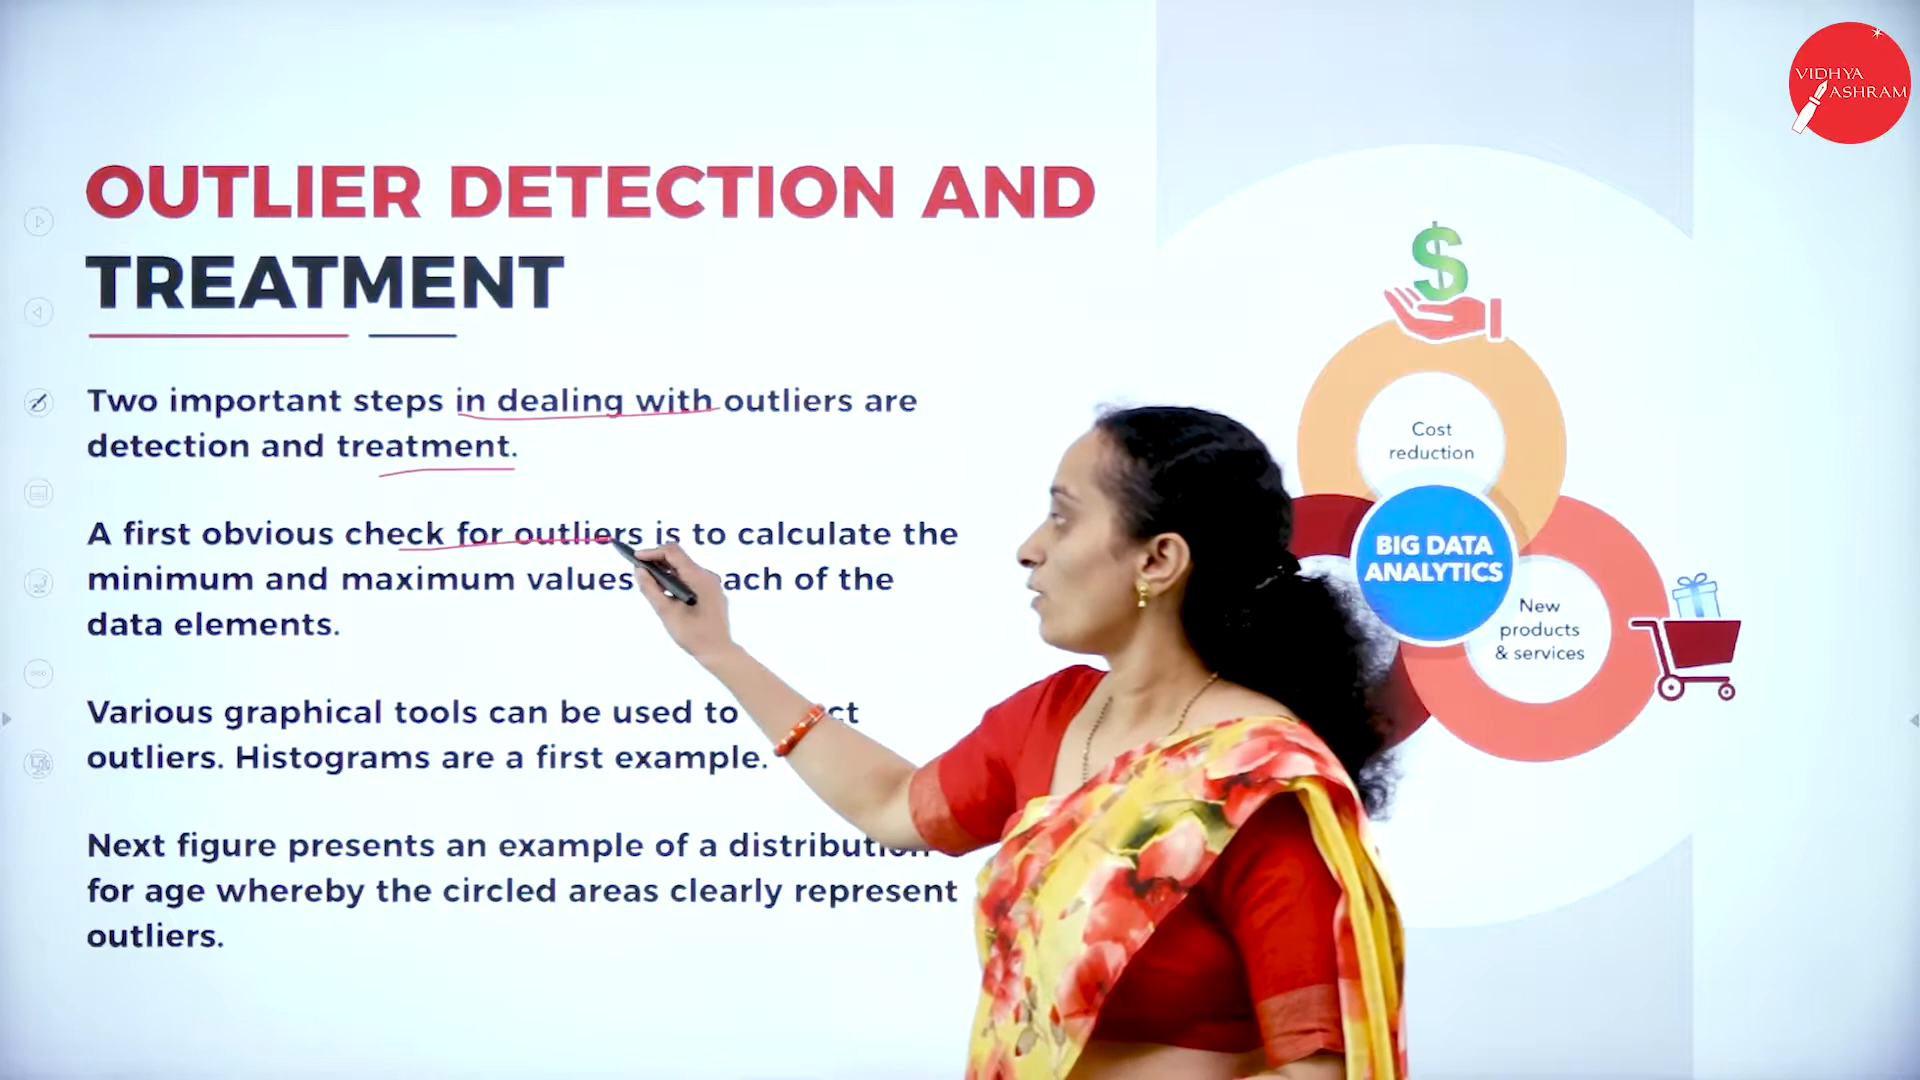 VIDHYA
ASHRAM
OUTLIER DETECTION AND
TREATMENT
Two important steps in dealing with outliers are
detection and treatment.
A first obvious check for outliers is to calculate the
minimum and maximum values each of the
data elements.
Various graphical tools can be used to
outliers. Histograms are a first example.
Next figure presents an example of a distribution
for age whereby the circled areas clearly represent
outliers.
$
Cost
reduction
BIG DATA
ANALYTICS
New
products
& services